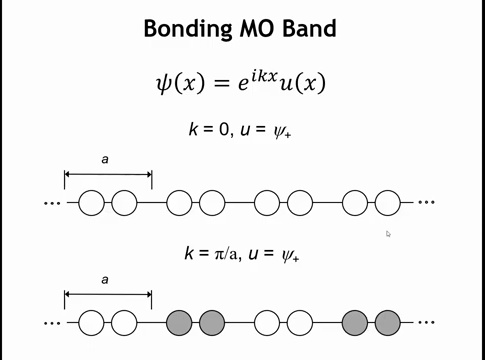 Bonding MO Band
ψ(x) = e^{ikx}u(x)
k = 0, u = ψ₊
a
... ...
k = π/a, u = ψ₊
a
... ...